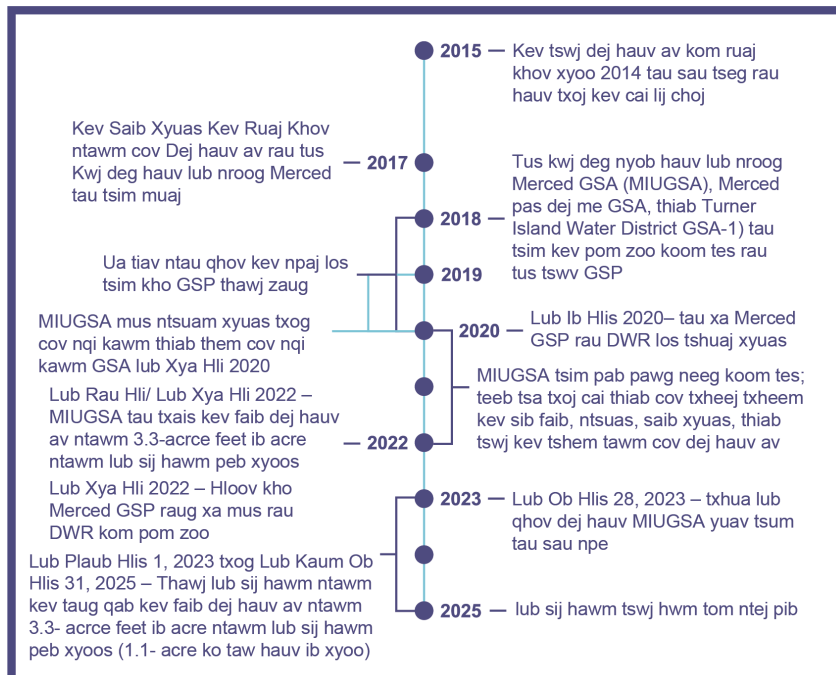 2015
Kev tswj dej hauv av kom ruaj
khov xyoo 2014 tau sau tseg rau
hauv txoj kev cai lij choj
Kev Saib Xyuas Kev Ruaj Khov
ntawm cov Dej hauv av rau tus
Kwj deg hauv lub nroog Merced
tau tsim muaj
2017
2018
Tus kwj deg nyob hauv lub nroog
Merced GSA (MIUGSA), Merced
pas dej me GSA, thiab Turner
Island Water District GSA-1) tau
tsim kev pom zoo koom tes rau
tus tswv GSP
Ua tiav ntau qhov kev npaj los
tsim kho GSP thawj zaug
2019
MIUGSA mus ntsuam xyuas txog
cov nqi kawm thiab them cov nqi
kawm GSA lub Xya Hli 2020
2020
Lub Ib Hlis 2020– tau xa Merced
GSP rau DWR los tshuaj xyuas
MIUGSA tsim pab pawg neeg koom tes;
teeb tsa txoj cai thiab cov txheej txheem
kev sib faib, ntsuas, saib xyuas, thiab
tswj kev tshem tawm cov dej hauv av
Lub Rau Hli/ Lub Xya Hli 2022 –
MIUGSA tau txais kev faib dej hauv
av ntawm 3.3-acrce feet ib acre
ntawm lub sij hawm peb xyoos
2022
Lub Xya Hli 2022 – Hloov kho
Merced GSP raug xa mus rau
DWR kom pom zoo
2023
Lub Ob Hlis 28, 2023 – txhua lub
qhov dej hauv MIUGSA yuav tsum
tau sau npe
Lub Plaub Hlis 1, 2023 txog Lub Kaum Ob
Hlis 31, 2025 – Thawj lub sij hawm ntawm
kev taug qab kev faib dej hauv av ntawm
3.3- acrce feet ib acre ntawm lub sij hawm
peb xyoos (1.1- acre ko taw hauv ib xyoo)
2025
lub sij hawm tswj hwm tom ntej pib